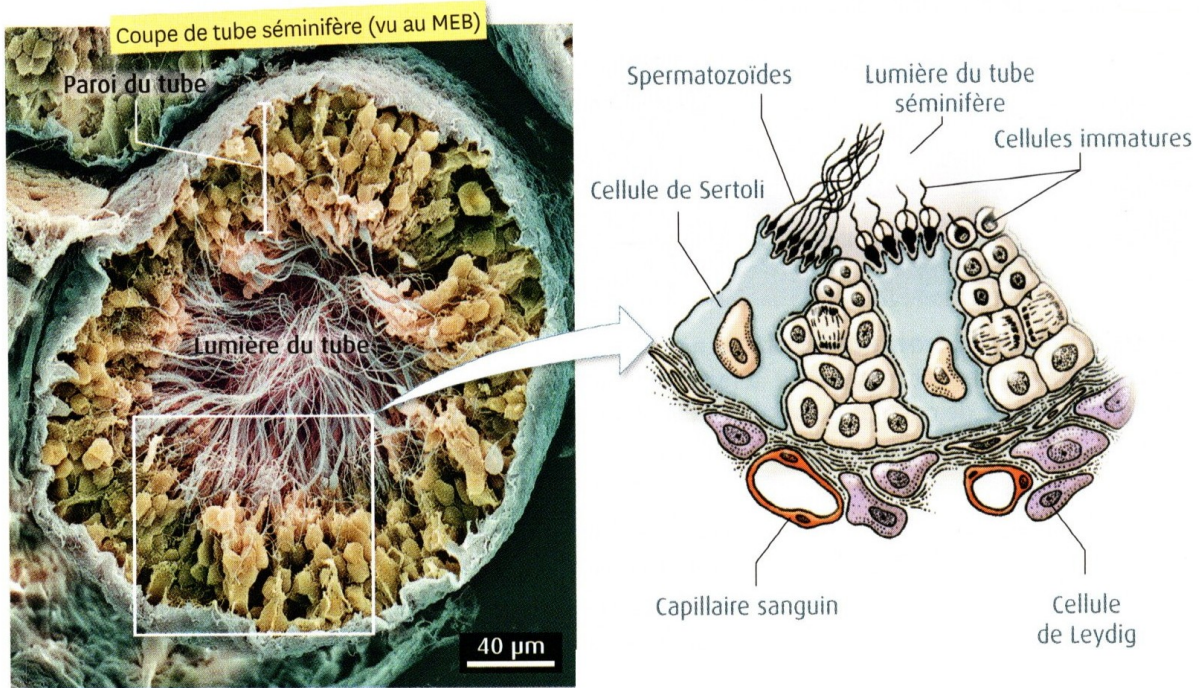 Coupe de tube séminifère (vu au MEB)
Paroi du tube
Lumière du tube
40 µm
Spermatozoïdes
Lumière du tube
séminifère
Cellules immatures
Cellule de Sertoli
Capillaire sanguin
Cellule
de Leydig